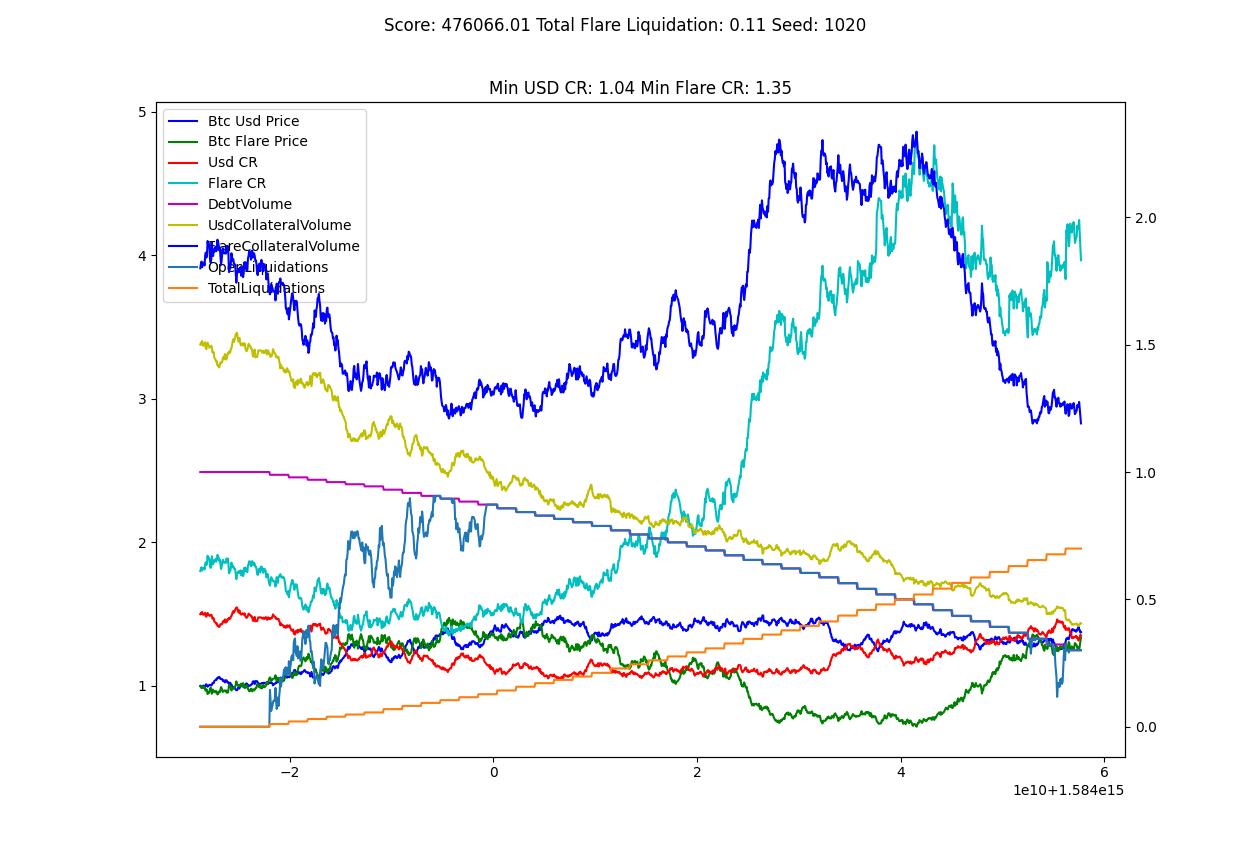 Score: 476066.01 Total Flare Liquidation: 0.11 Seed: 1020
Min USD CR: 1.04 Min Flare CR: 1.35
Btc Usd Price
Btc Flare Price
Usd CR
Flare CR
DebtVolume
UsdCollateralVolume
FlareCollateralVolume
OpenLiquidations
TotalLiquidations
5
4
3
2
1
2.0
1.5
1.0
0.5
0.0
−2
0
2
4
6
1e10+1.584e15